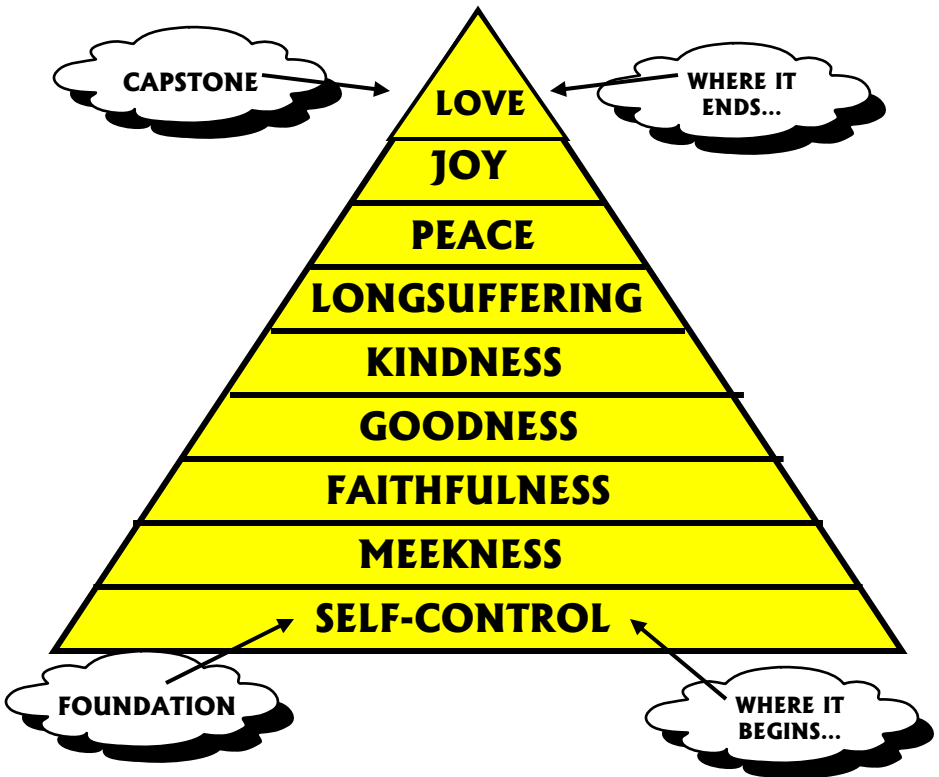 CAPSTONE
WHERE IT
ENDS...
LOVE
JOY
PEACE
LONGSUFFERING
KINDNESS
GOODNESS
FAITHFULNESS
MEEKNESS
SELF-CONTROL
FOUNDATION
WHERE IT
BEGINS...